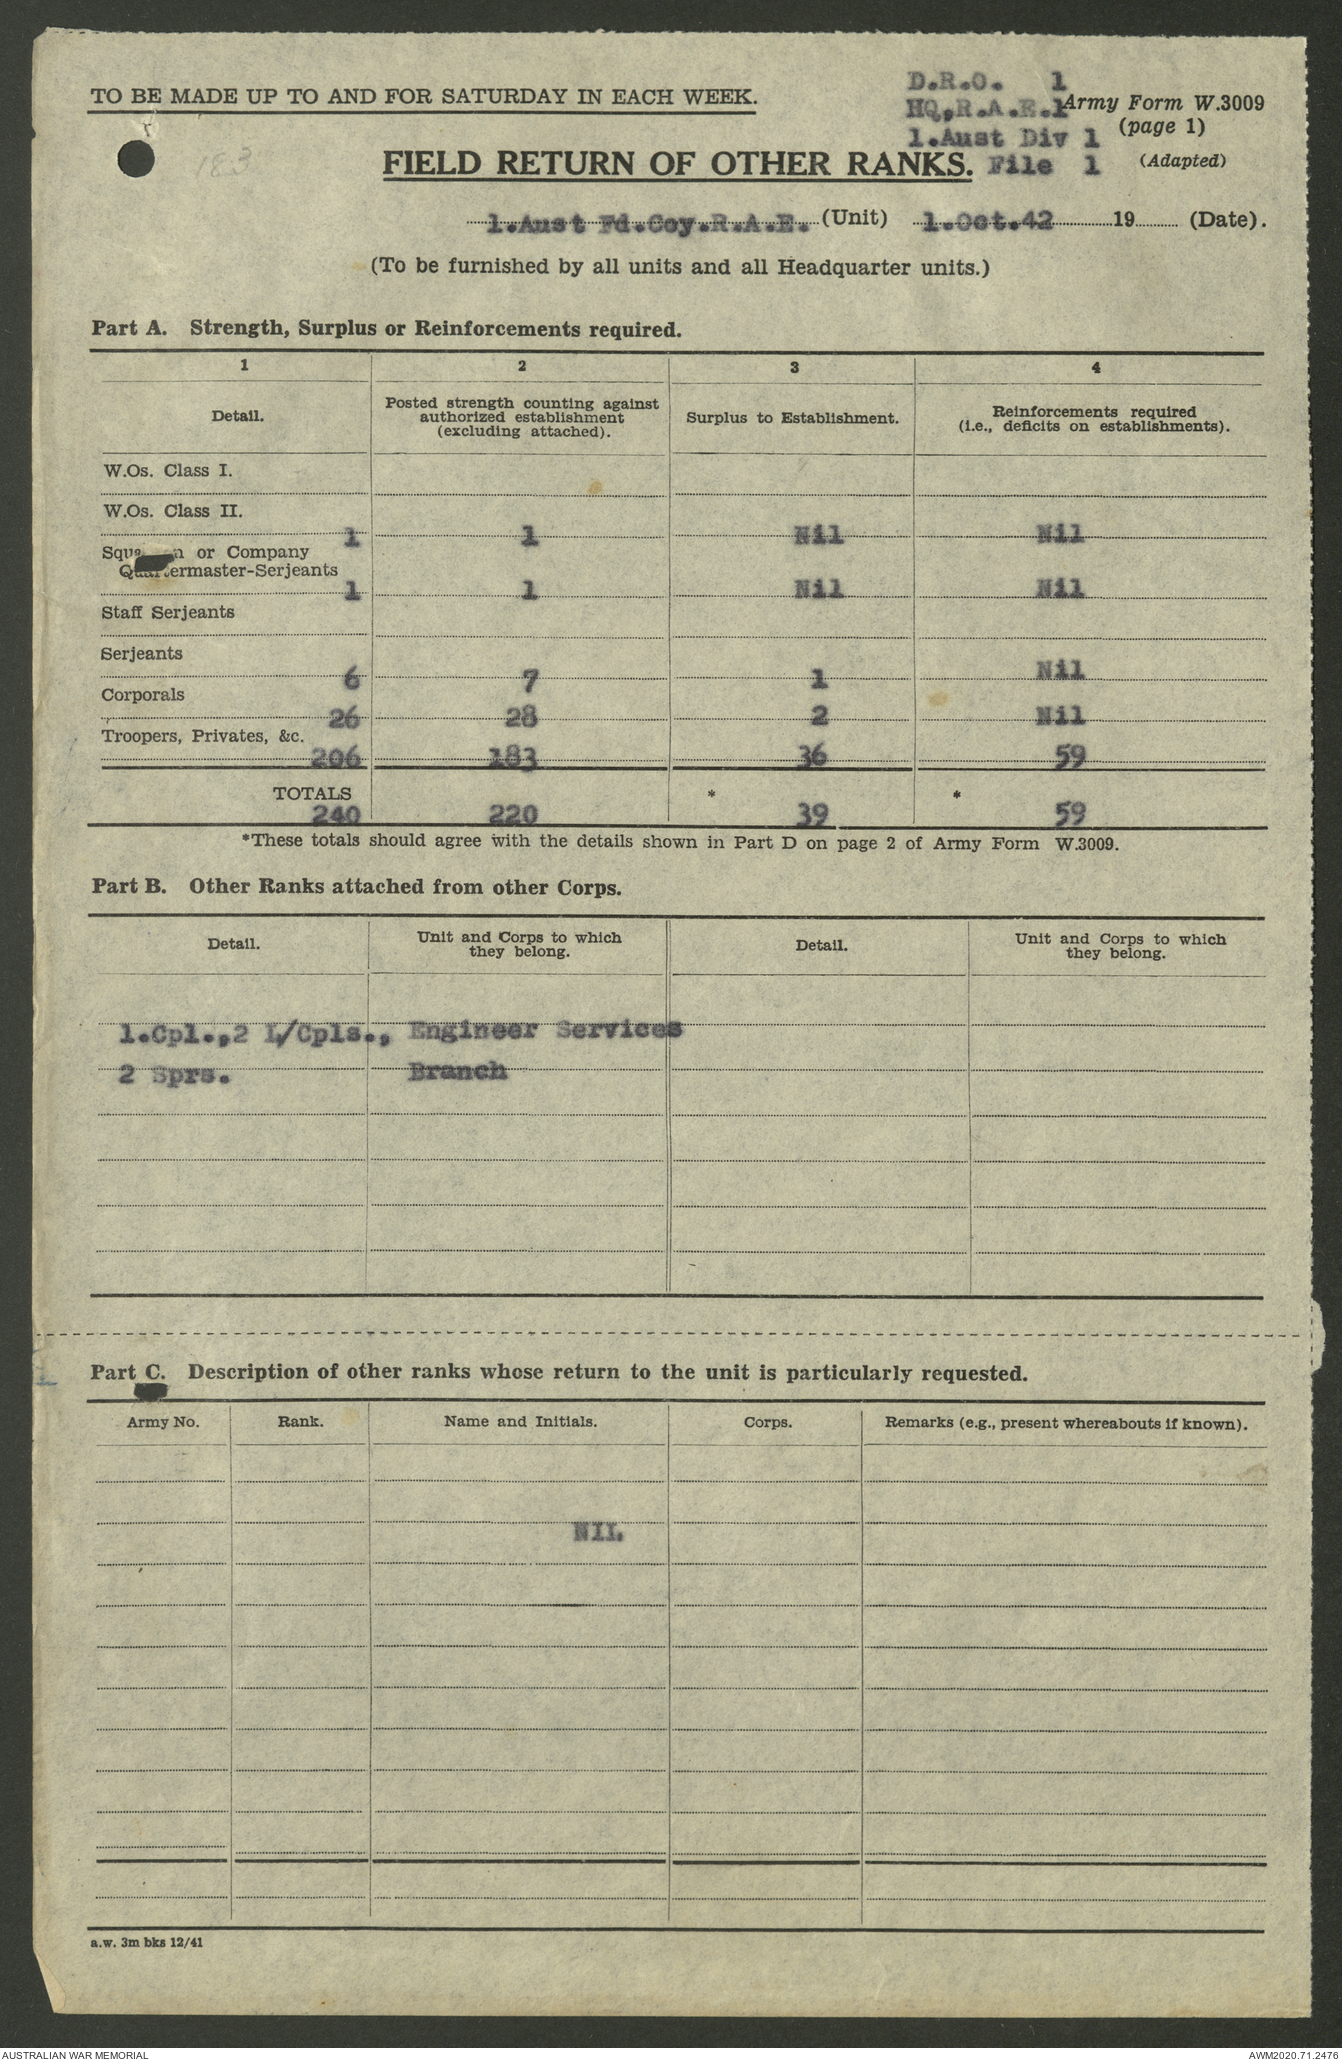 TO BE MADE UP TO AND FOR SATURDAY IN EACH WEEK.
D.R.O. 1
HQ,R.A.E.1
1.Aust Div 1
File 1
Army Form W.3009
(page 1)
(Adapted)
183
FIELD RETURN OF OTHER RANKS.
1.Aust Fd.Coy.R.A.E. (Unit) 1.Oct.42 19 (Date).
(To be furnished by all units and all Headquarter units.)
Part A. Strength, Surplus or Reinforcements required.
1 2 3 4
Detail. Posted strength counting against authorized establishment (excluding attached). Surplus to Establishment. Reinforcements required (i.e., deficits on establishments).
W.Os. Class I.
W.Os. Class II. 1 1 Nil Nil
Squa n or Company
Quartermaster-Serjeants 1 1 Nil Nil
Staff Serjeants
Serjeants 6 7 1 Nil
Corporals 26 28 2 Nil
Troopers, Privates, &c. 206 183 36 59
TOTALS 240 220 * 39 * 59
*These totals should agree with the details shown in Part D on page 2 of Army Form W.3009.
Part B. Other Ranks attached from other Corps.
Detail. Unit and Corps to which they belong. Detail. Unit and Corps to which they belong.
1.Cpl.,2 L/Cpls., Engineer Services
2 Sprs. Branch
Part C. Description of other ranks whose return to the unit is particularly requested.
Army No. Rank. Name and Initials. Corps. Remarks (e.g., present whereabouts if known).
NIL
a.w. 3m bks 12/41
AUSTRALIAN WAR MEMORIAL AWM2020.71.2476